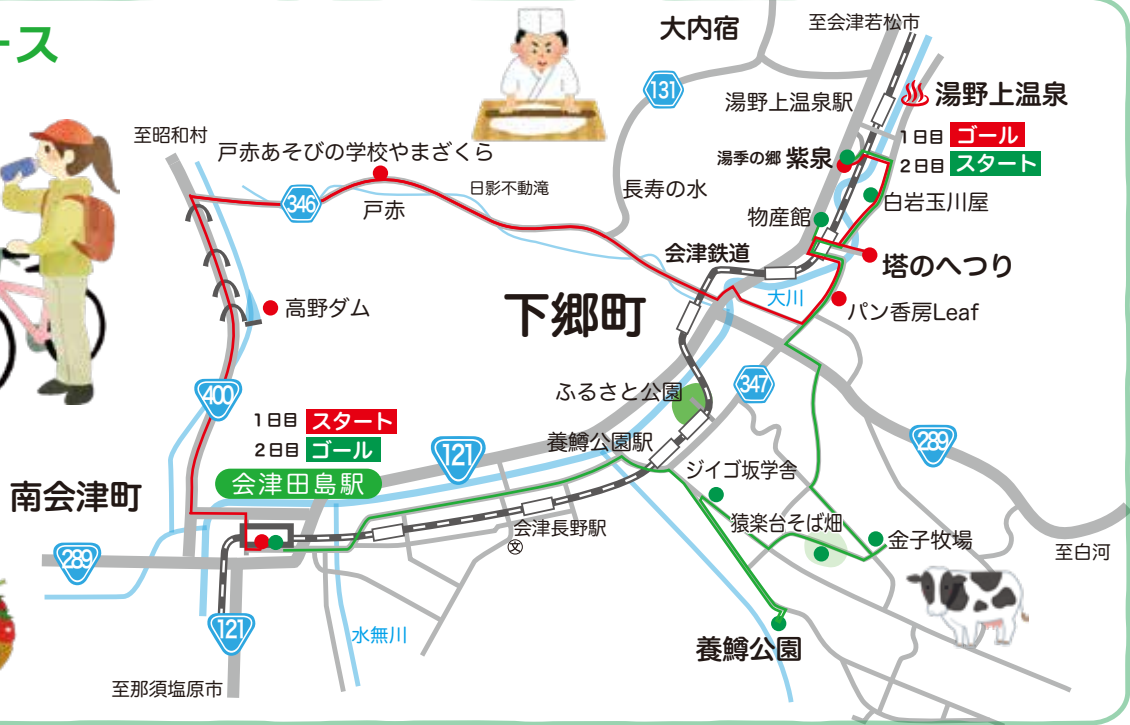 ース
大内宿
至会津若松市
131
湯野上温泉駅
湯野上温泉
1日目 ゴール
2日目 スタート
湯季の郷 紫泉
至昭和村
戸赤あそびの学校やまざくら
日影不動滝
346
戸赤
長寿の水
白岩玉川屋
物産館
会津鉄道
塔のへつり
高野ダム
下郷町
大川
パン香房Leaf
400
ふるさと公園
347
1日目 スタート
2日目 ゴール
121
養鱒公園駅
289
会津田島駅
ジイゴ坂学舎
南会津町
猿楽台そば畑
会津長野駅
文
金子牧場
289
至白河
121
水無川
養鱒公園
至那須塩原市